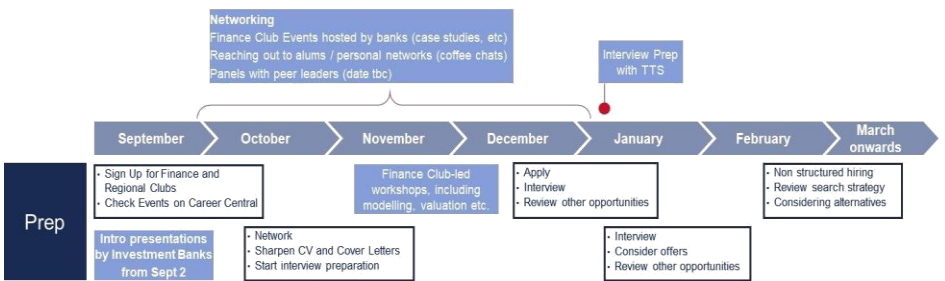 Networking
Finance Club Events hosted by banks (case studies, etc)
Reaching out to alums / personal networks (coffee chats)
Panels with peer leaders (date tbc)
Interview Prep
with TTS
September
October
November
December
January
February
March
onwards
Prep
• Sign Up for Finance and
Regional Clubs
• Check Events on Career Central
Finance Club-led
workshops, including
modelling, valuation etc.
• Apply
• Interview
• Review other opportunities
• Non structured hiring
• Review search strategy
• Considering alternatives
Intro presentations
by Investment Banks
from Sept 2
• Network
• Sharpen CV and Cover Letters
• Start interview preparation
• Interview
• Consider offers
• Review other opportunities